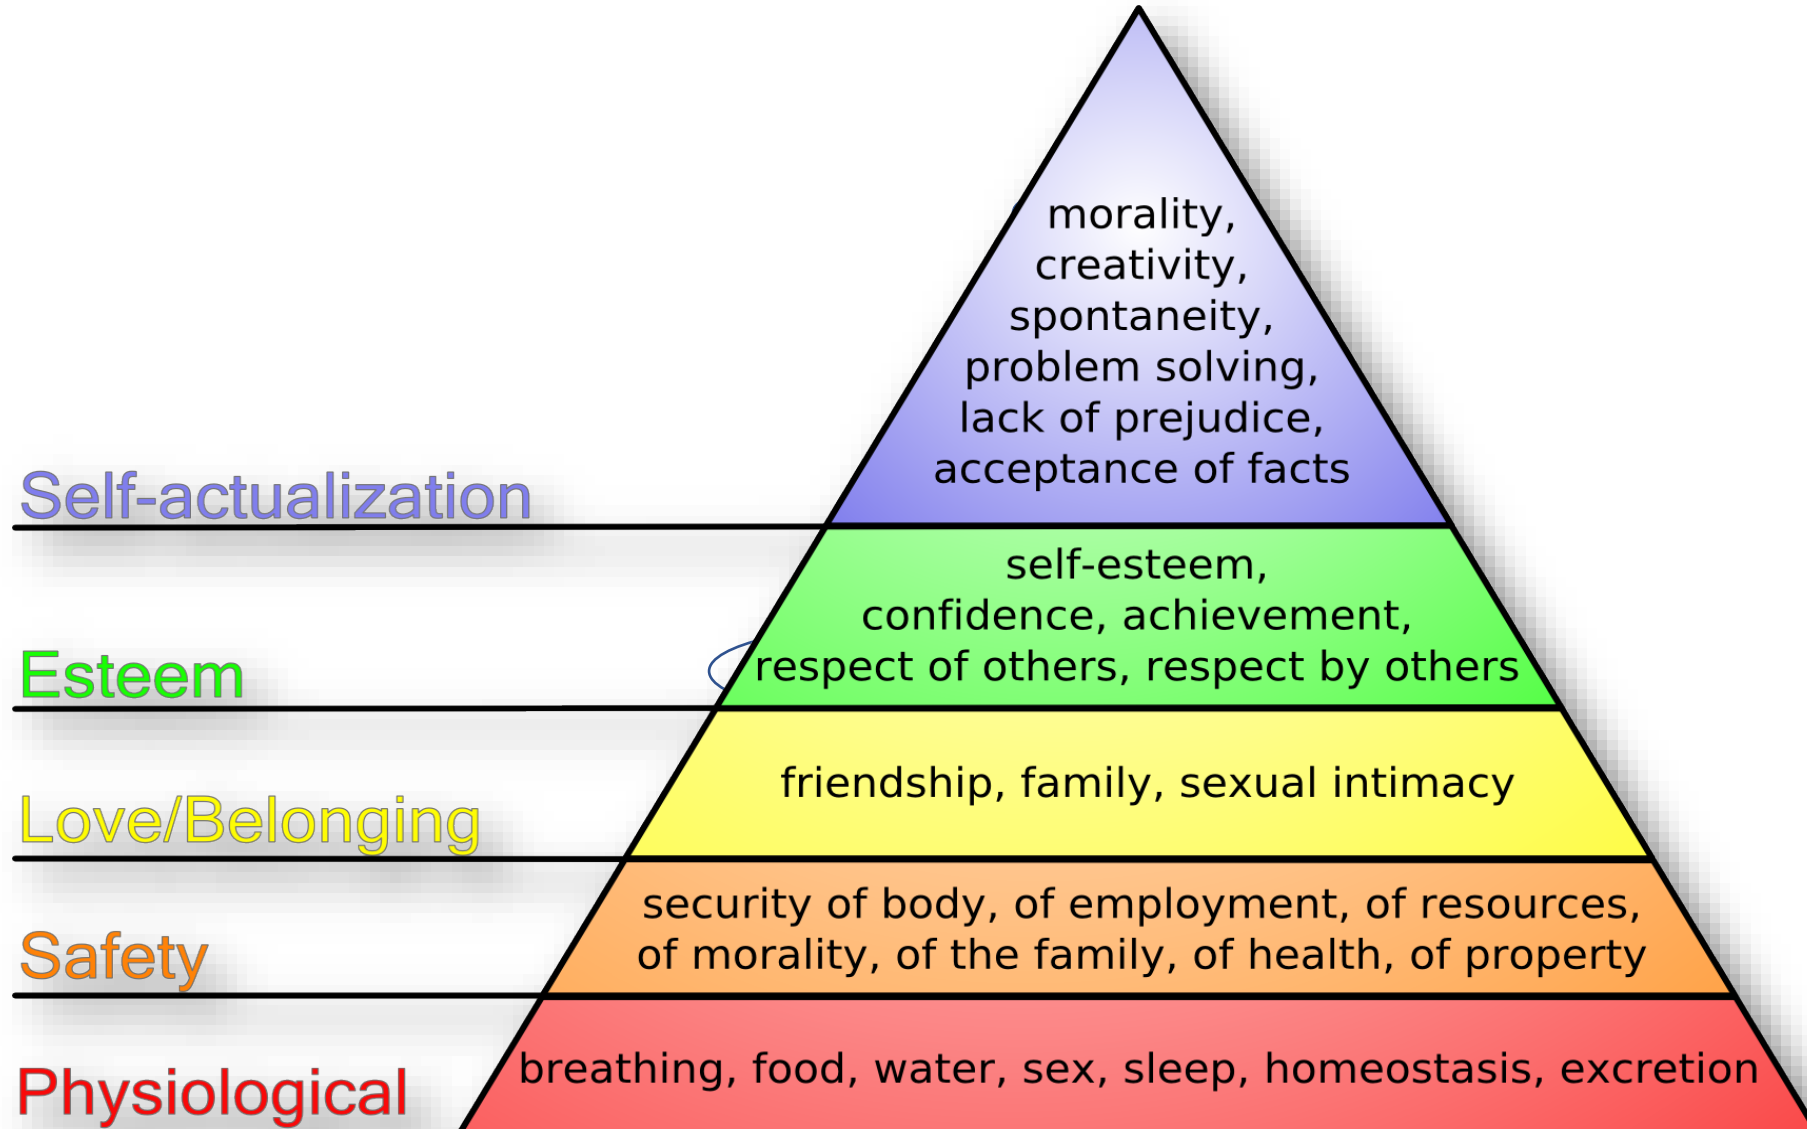 morality,
creativity,
spontaneity,
problem solving,
lack of prejudice,
acceptance of facts
Self-actualization
self-esteem,
confidence, achievement,
respect of others, respect by others
Esteem
friendship, family, sexual intimacy
Love/Belonging
security of body, of employment, of resources,
of morality, of the family, of health, of property
Safety
breathing, food, water, sex, sleep, homeostasis, excretion
Physiological